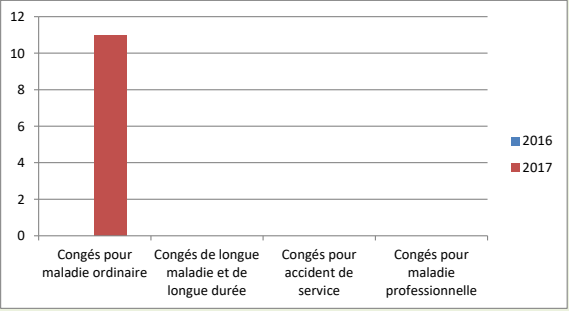 12
10
8
6
4
2
0
Congés pour
maladie ordinaire
Congés de longue
maladie et de
longue durée
Congés pour
accident de
service
Congés pour
maladie
professionnelle
2016
2017